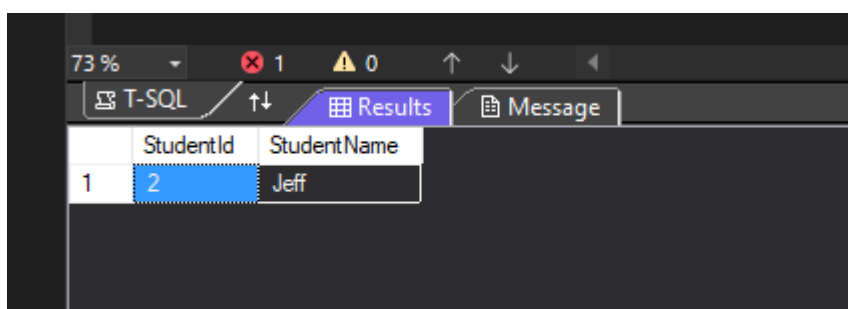 73 % 1 0
T-SQL Results Message
StudentId StudentName
1 2 Jeff